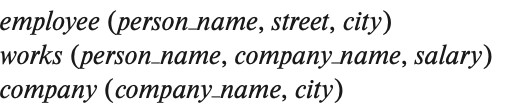 employee (person_name, street, city)
works (person_name, company_name, salary)
company (company_name, city)